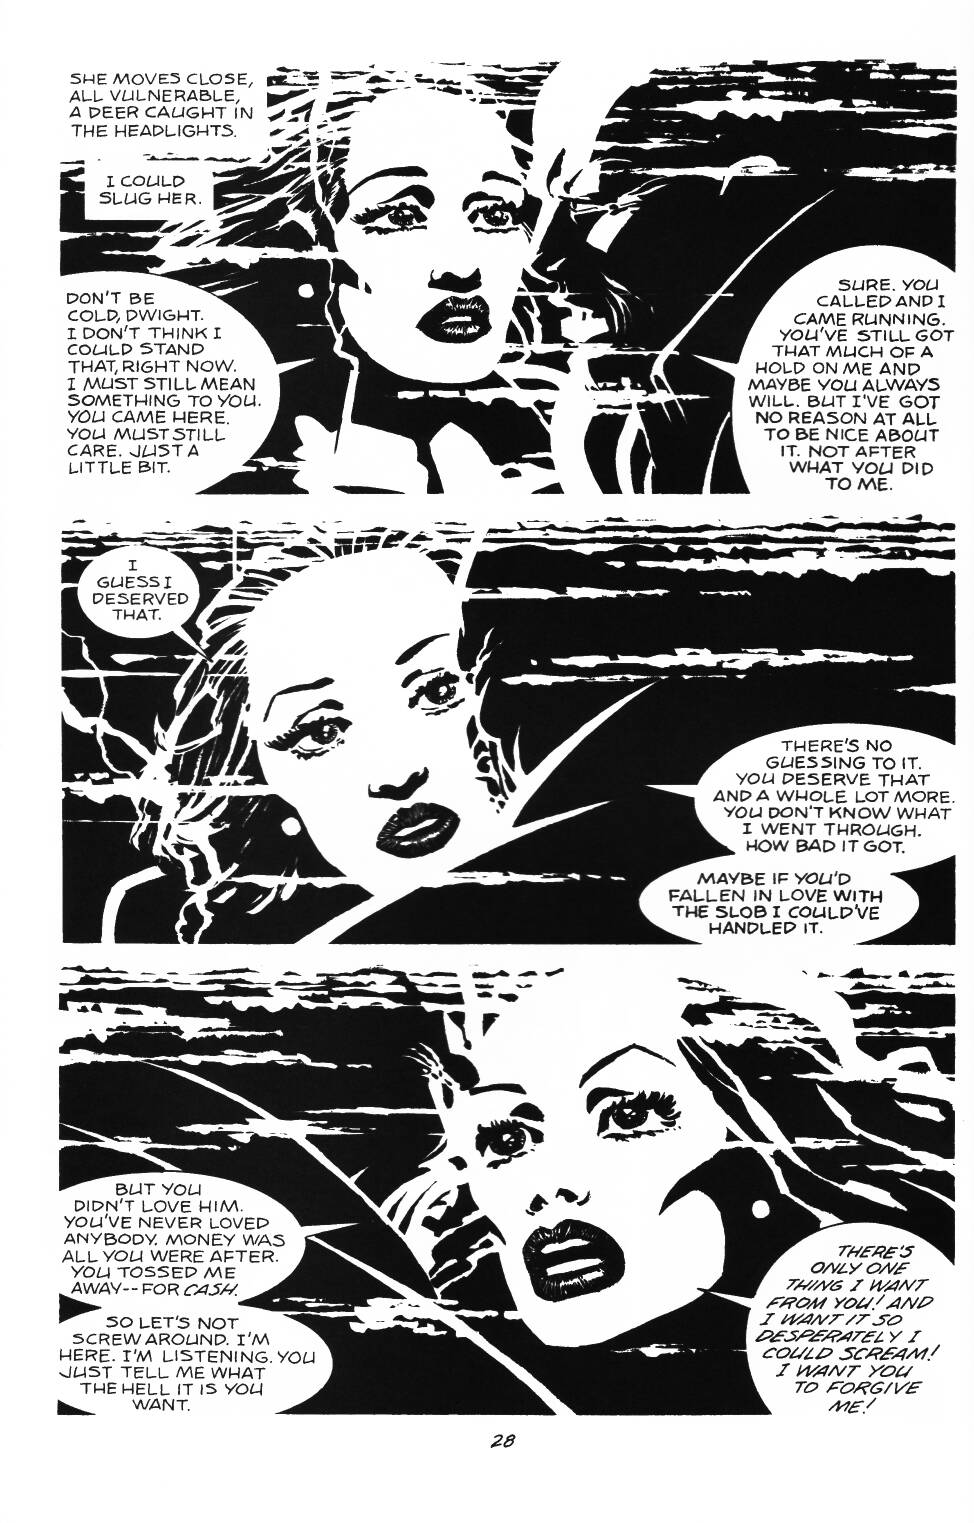 SHE MOVES CLOSE,
ALL VULNERABLE,
A DEER CAUGHT IN
THE HEADLIGHTS.
I COULD
SLUG HER.
DON'T BE
COLD, DWIGHT.
I DON'T THINK I
COULD STAND
THAT, RIGHT NOW.
I MUST STILL MEAN
SOMETHING TO YOU.
YOU CAME HERE.
YOU MUST STILL
CARE. JUST A
LITTLE BIT.
SURE. YOU
CALLED AND I
CAME RUNNING.
YOU'VE STILL GOT
THAT MUCH OF A
HOLD ON ME AND
MAYBE YOU ALWAYS
WILL. BUT I'VE GOT
NO REASON AT ALL
TO BE NICE ABOUT
IT. NOT AFTER
WHAT YOU DID
TO ME.
I
GUESS I
DESERVED
THAT.
THERE'S NO
GUESSING TO IT.
YOU DESERVE THAT
AND A WHOLE LOT MORE.
YOU DON'T KNOW WHAT
I WENT THROUGH.
HOW BAD IT GOT.
MAYBE IF YOU'D
FALLEN IN LOVE WITH
THE SLOB I COULD'VE
HANDLED IT.
BUT YOU
DIDN'T LOVE HIM.
YOU'VE NEVER LOVED
ANYBODY. MONEY WAS
ALL YOU WERE AFTER.
YOU TOSSED ME
AWAY--FOR CASH.
SO LET'S NOT
SCREW AROUND. I'M
HERE. I'M LISTENING. YOU
JUST TELL ME WHAT
THE HELL IT IS YOU
WANT.
THERE'S
ONLY ONE
THING I WANT
FROM YOU! AND
I WANT IT SO
DESPERATELY I
COULD SCREAM!
I WANT YOU
TO FORGIVE
ME!
28